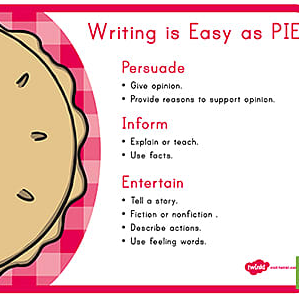 Writing is Easy as PIE
Persuade
• Give opinion.
• Provide reasons to support opinion.
Inform
• Explain or teach.
• Use facts.
Entertain
• Tell a story.
• Fiction or nonfiction .
• Describe actions.
• Use feeling words.
twinkl